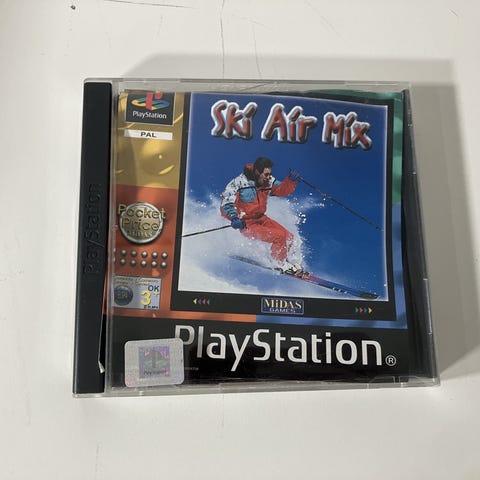 PlayStation
PAL
Ski Air Mix
PlayStation
Pocket
Price
OK
3+
MiDAS
GAMES
PlayStation®